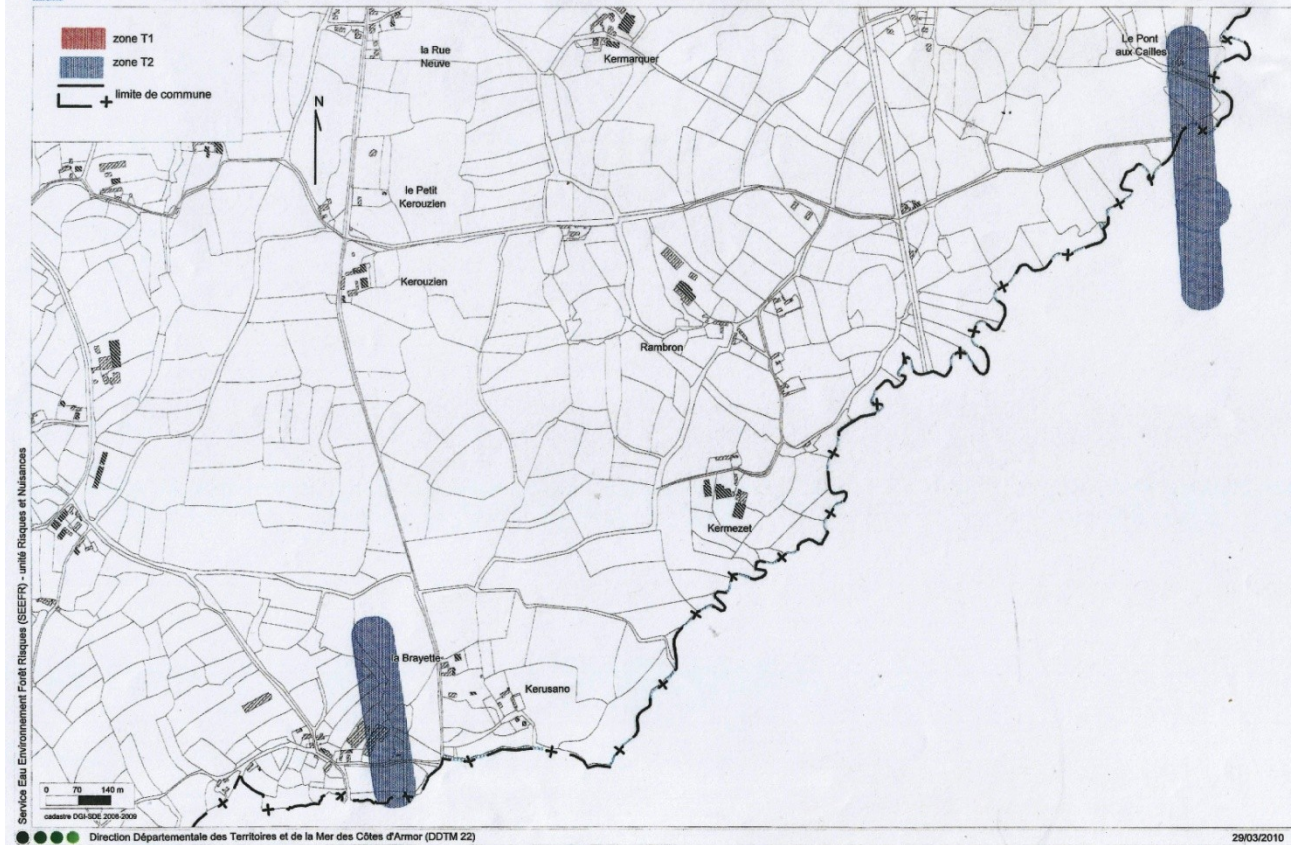 zone T1
zone T2
limite de commune
N
la Rue
Neuve
Kermarquer
Le Pont
aux Cailles
le Petit
Kerouzien
Kerouzien
Rambron
Kermezet
la Brayette
Kerusano
0 70 140 m
cadastre DGI-SDE 2008-2009
Service Eau Environnement Forêt Risques (SEEFR) - unité Risques et Nuisances
Direction Départementale des Territoires et de la Mer des Côtes d'Armor (DDTM 22)
29/03/2010